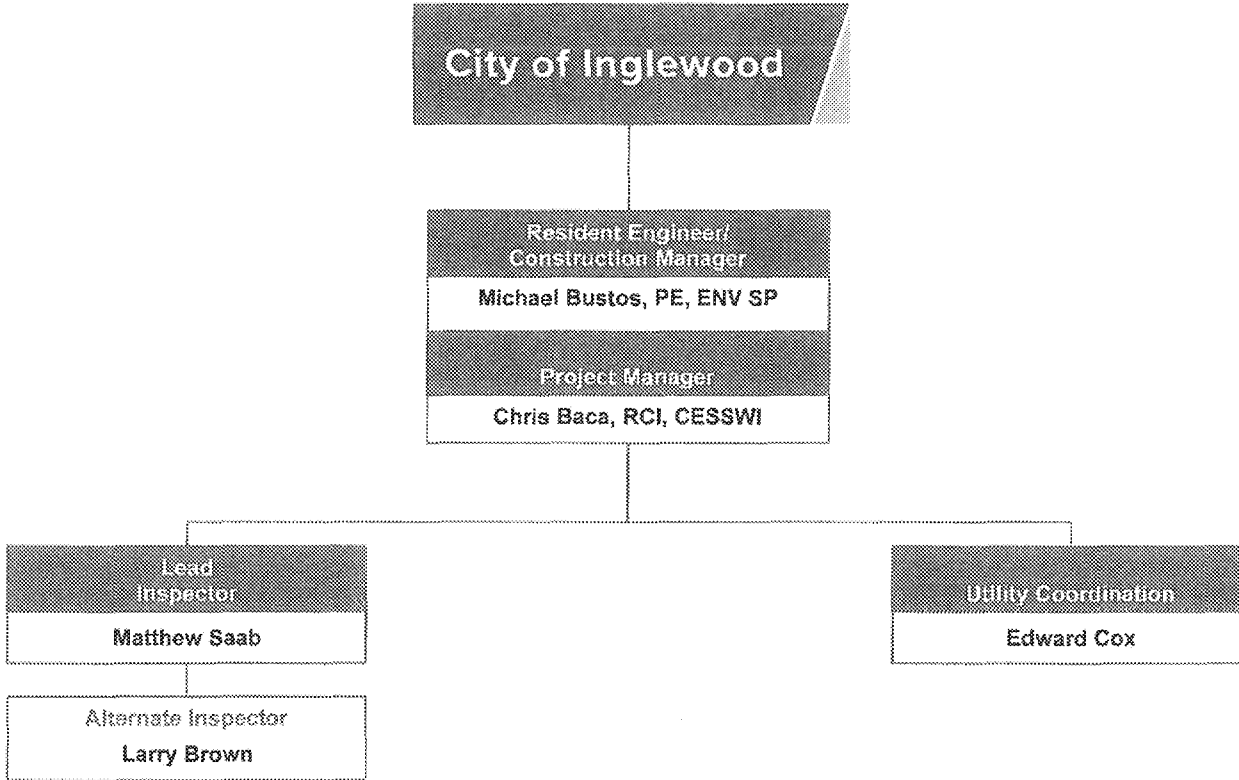 City of Inglewood
Resident Engineer/
Construction Manager
Michael Bustos, PE, ENV SP
Project Manager
Chris Baca, RCI, CESSWI
Lead
Inspector
Matthew Saab
Utility Coordination
Edward Cox
Alternate Inspector
Larry Brown